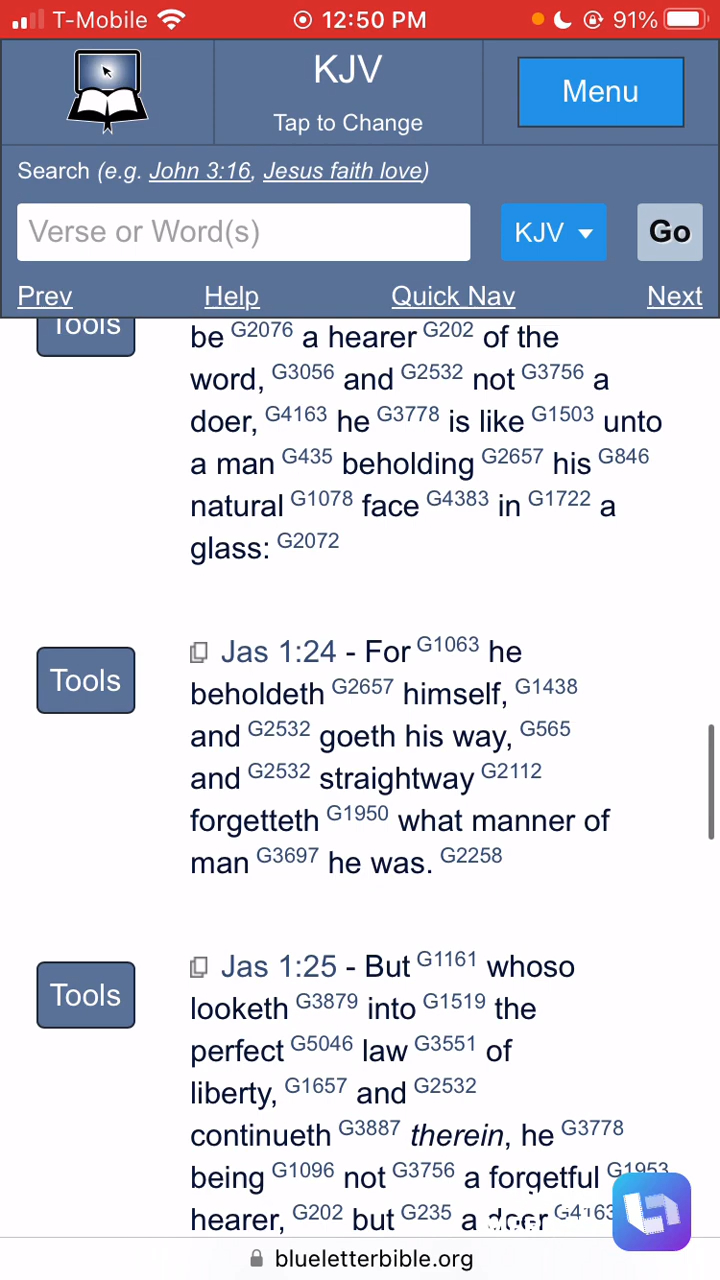 T-Mobile 12:50 PM 91%
KJV
Tap to Change
Menu
Search (e.g. John 3:16, Jesus faith love)
Verse or Word(s) KJV Go
Prev Help Quick Nav Next
Tools
be G2076 a hearer G202 of the
word, G3056 and G2532 not G3756 a
doer, G4163 he G3778 is like G1503 unto
a man G435 beholding G2657 his G846
natural G1078 face G4383 in G1722 a
glass: G2072
Tools
Jas 1:24 - For G1063 he
beholdeth G2657 himself, G1438
and G2532 goeth his way, G565
and G2532 straightway G2112
forgetteth G1950 what manner of
man G3697 he was. G2258
Tools
Jas 1:25 - But G1161 whoso
looketh G3879 into G1519 the
perfect G5046 law G3551 of
liberty, G1657 and G2532
continueth G3887 therein, he G3778
being G1096 not G3756 a forgetful G1953
hearer, G202 but G235 a doer G4163
blueletterbible.org